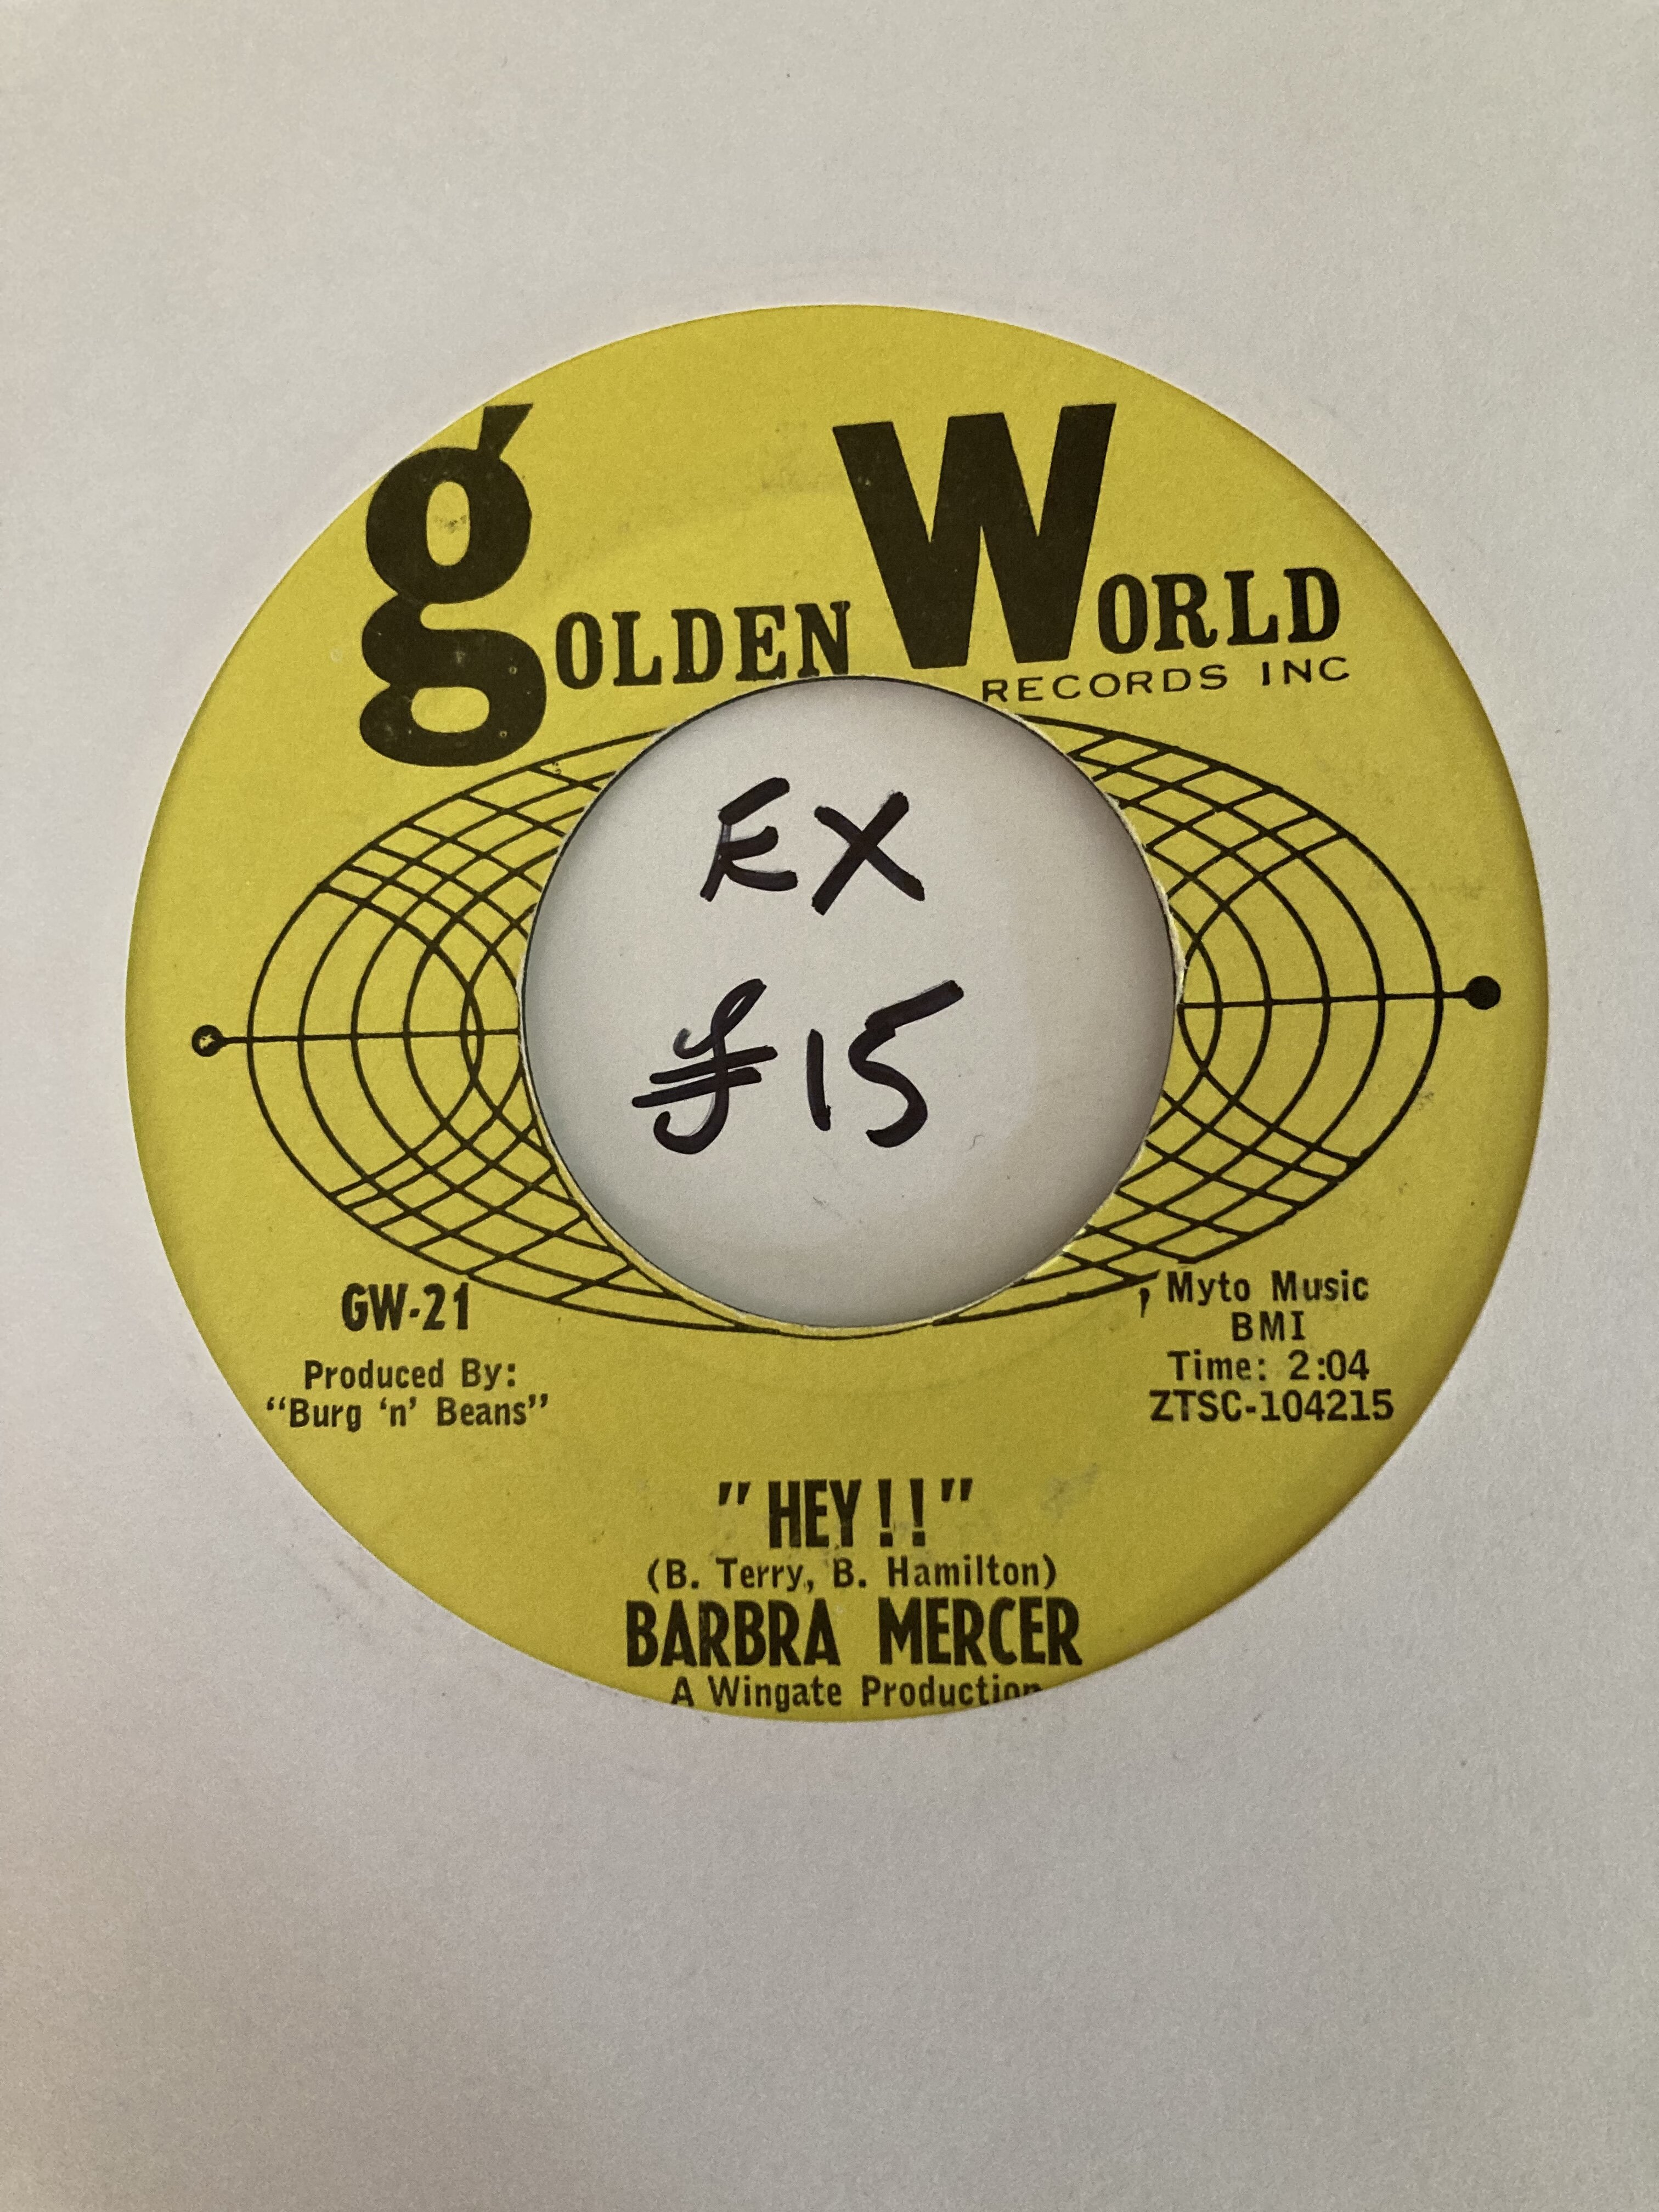 gOLDEN WORLD
RECORDS INC
EX
£15
GW-21
Produced By:
"Burg 'n' Beans"
Myto Music
BMI
Time: 2:04
ZTSC-104215
"HEY!!"
(B. Terry, B. Hamilton)
BARBRA MERCER
A Wingate Production